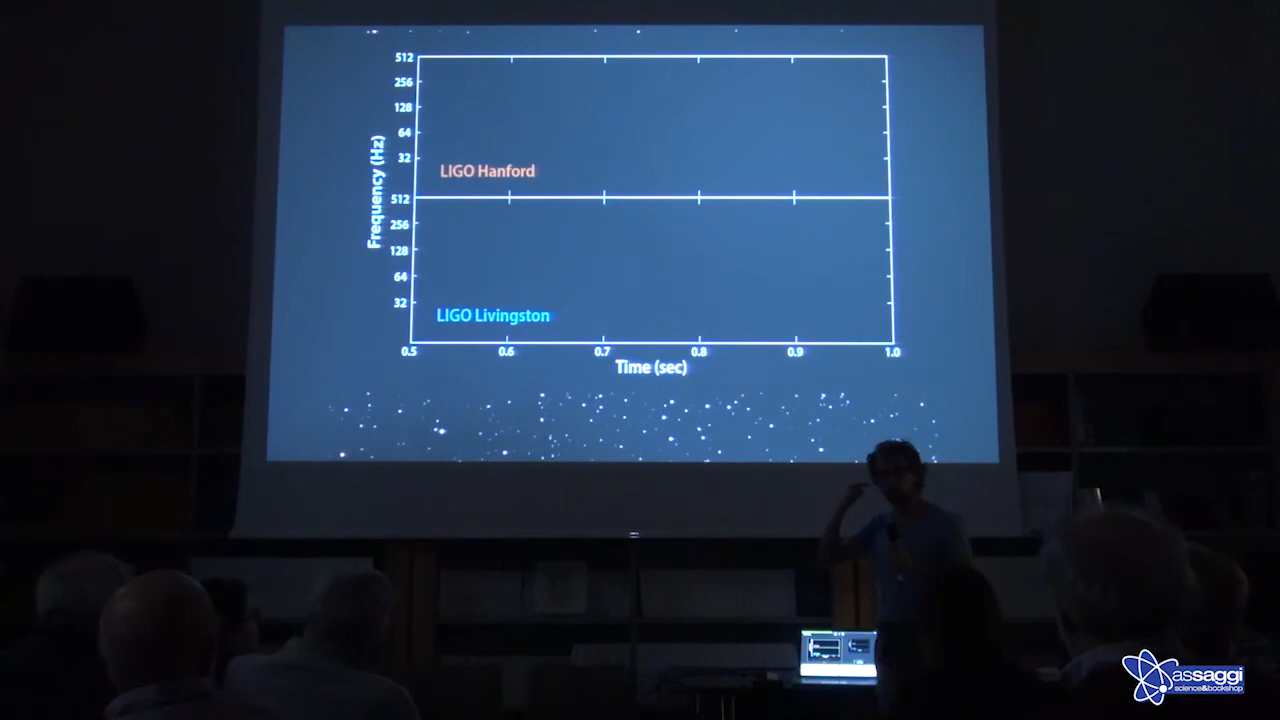 512
256
128
64
32
LIGO Hanford
Frequency (Hz)
512
256
128
64
32
LIGO Livingston
0.5 0.6 0.7 0.8 0.9 1.0
Time (sec)
assaggi
science&bookshop